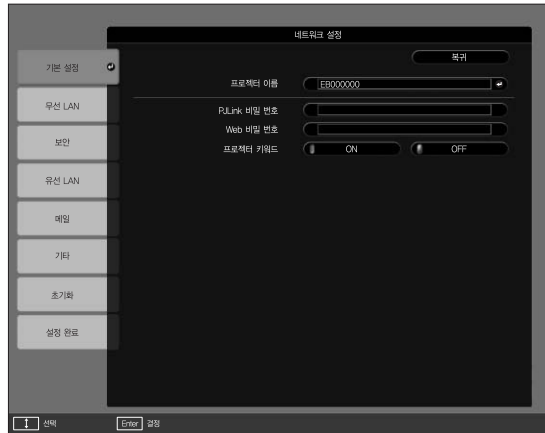 네트워크 설정
복귀
기본 설정
무선 LAN
보안
유선 LAN
메일
기타
초기화
설정 완료
프로젝터 이름 EB000000
PJLink 비밀 번호
Web 비밀 번호
프로젝터 키워드 ON OFF
선택 Enter 결정